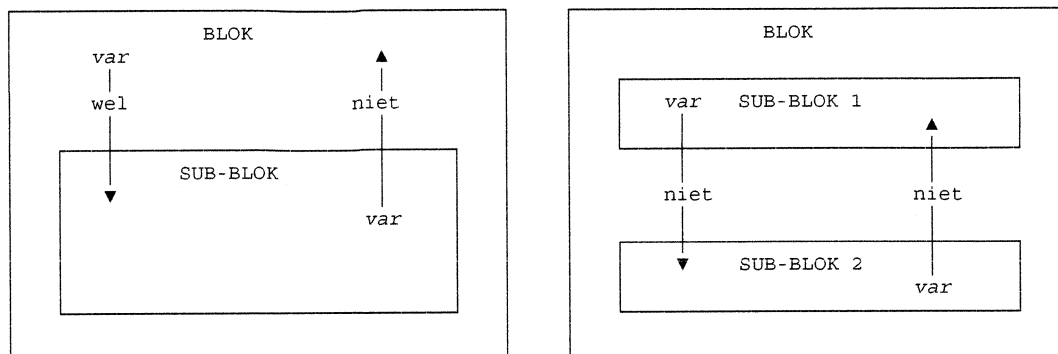 BLOK
var
wel
niet
SUB-BLOK
var
BLOK
var SUB-BLOK 1
niet
niet
SUB-BLOK 2
var